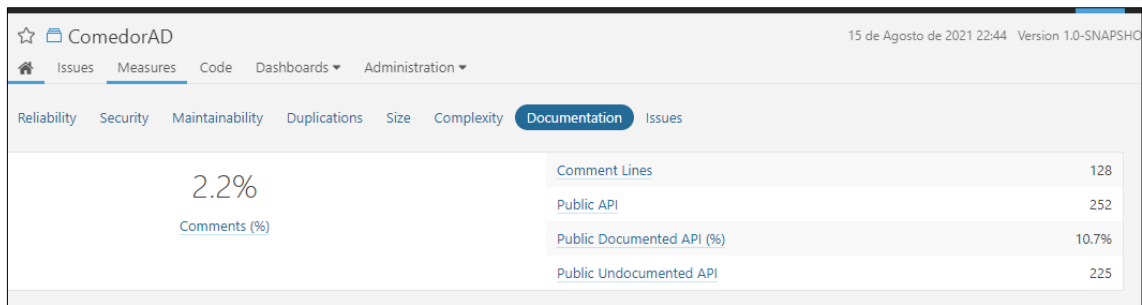 ComedorAD
15 de Agosto de 2021 22:44 Version 1.0-SNAPSHO
Issues Measures Code Dashboards Administration
Reliability Security Maintainability Duplications Size Complexity Documentation Issues
2.2%
Comments (%)
Comment Lines 128
Public API 252
Public Documented API (%) 10.7%
Public Undocumented API 225